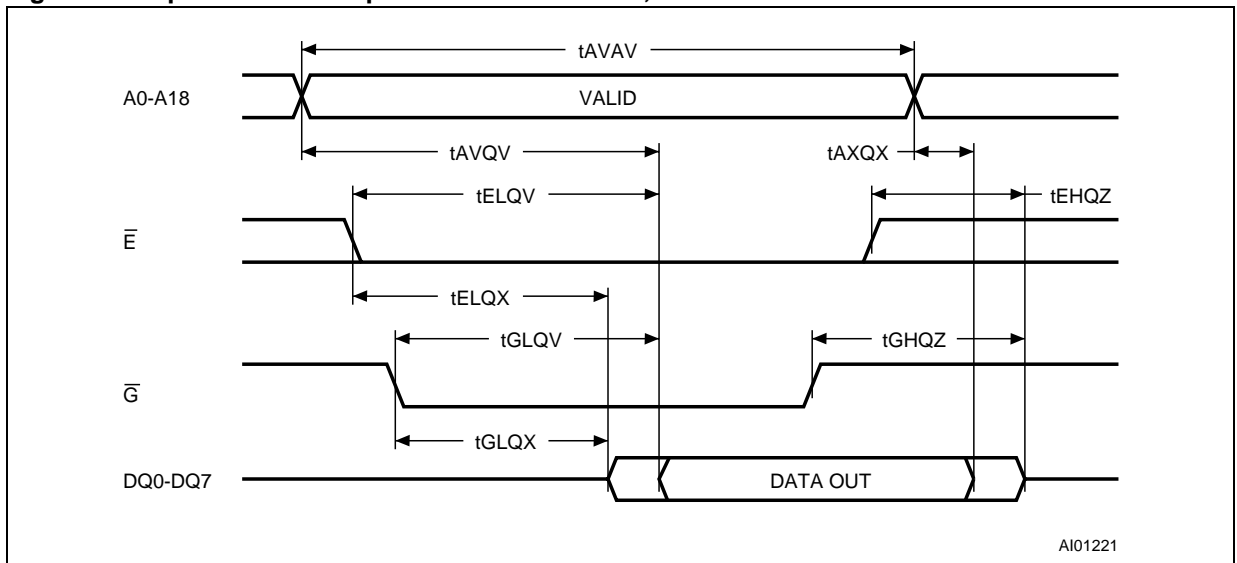 tAVAV
A0-A18
VALID
tAVQV
tAXQX
tELQV
tEHQZ
E̅
tELQX
tGLQV
tGHQZ
G̅
tGLQX
DQ0-DQ7
DATA OUT
AI01221